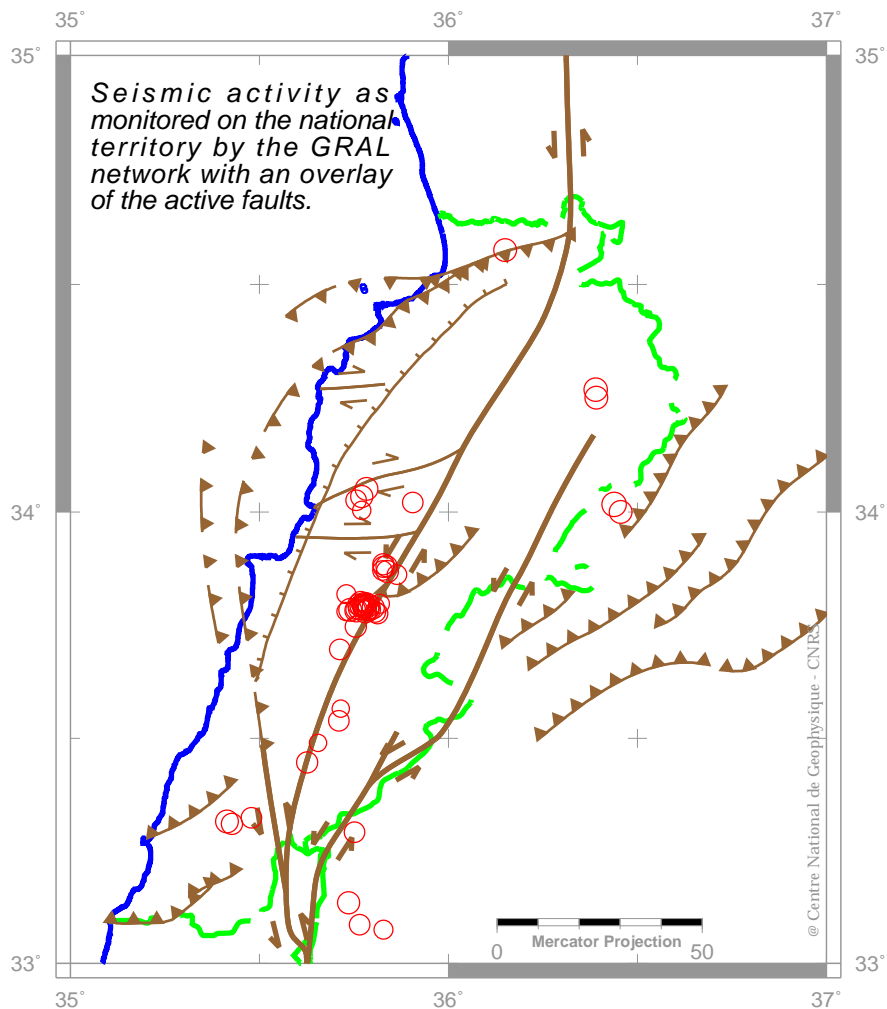 35°
36°
37°
35°
35°
Seismic activity as
monitored on the national
territory by the GRAL
network with an overlay
of the active faults.
34°
34°
@ Centre National de Geophysique - CNRS
Mercator Projection
0
50
33°
33°
35°
36°
37°